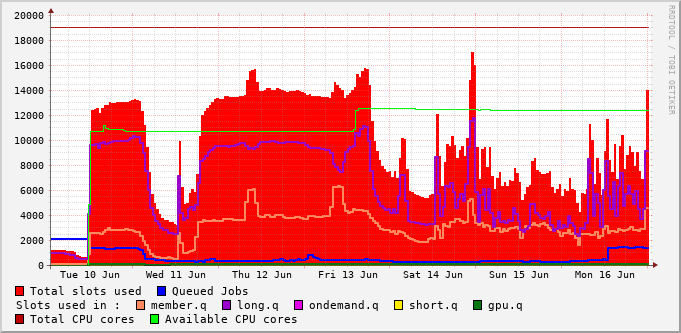 20000
18000
16000
14000
12000
10000
8000
6000
4000
2000
0
Tue 10 Jun Wed 11 Jun Thu 12 Jun Fri 13 Jun Sat 14 Jun Sun 15 Jun Mon 16 Jun
RRDTOOL / TOBI OETIKER
Total slots used Queued Jobs
Slots used in : member.q long.q ondemand.q short.q gpu.q
Total CPU cores Available CPU cores